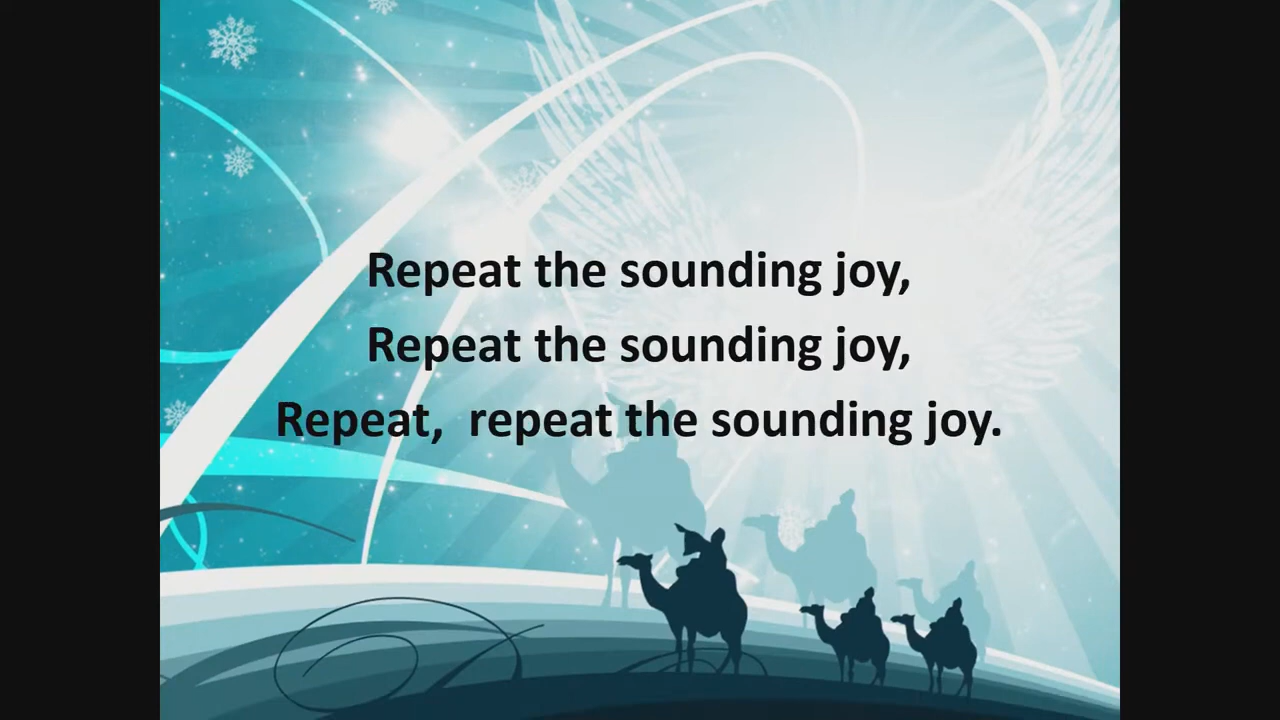 Repeat the sounding joy,
Repeat the sounding joy,
Repeat,  repeat the sounding joy.